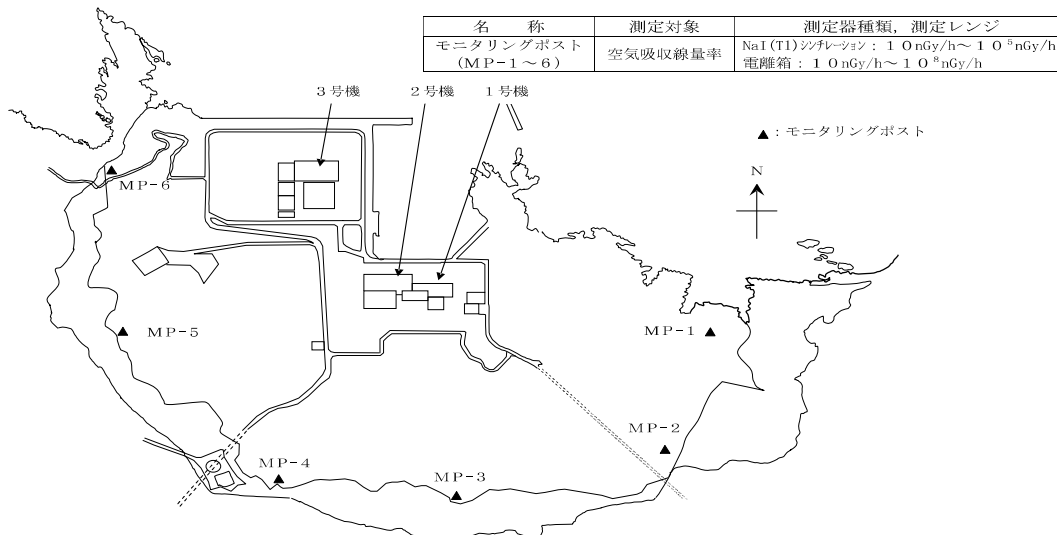 名　称　測定対象　測定器種類，測定レンジ
モニタリングポスト
(MP-1～6)
空気吸収線量率
NaI(Tl)シンチレーション：10nGy/h～10⁵nGy/h
電離箱：10nGy/h～10⁸nGy/h
3号機　2号機　1号機
▲：モニタリングポスト
MP-6
N
MP-5
MP-1
MP-2
MP-4
MP-3